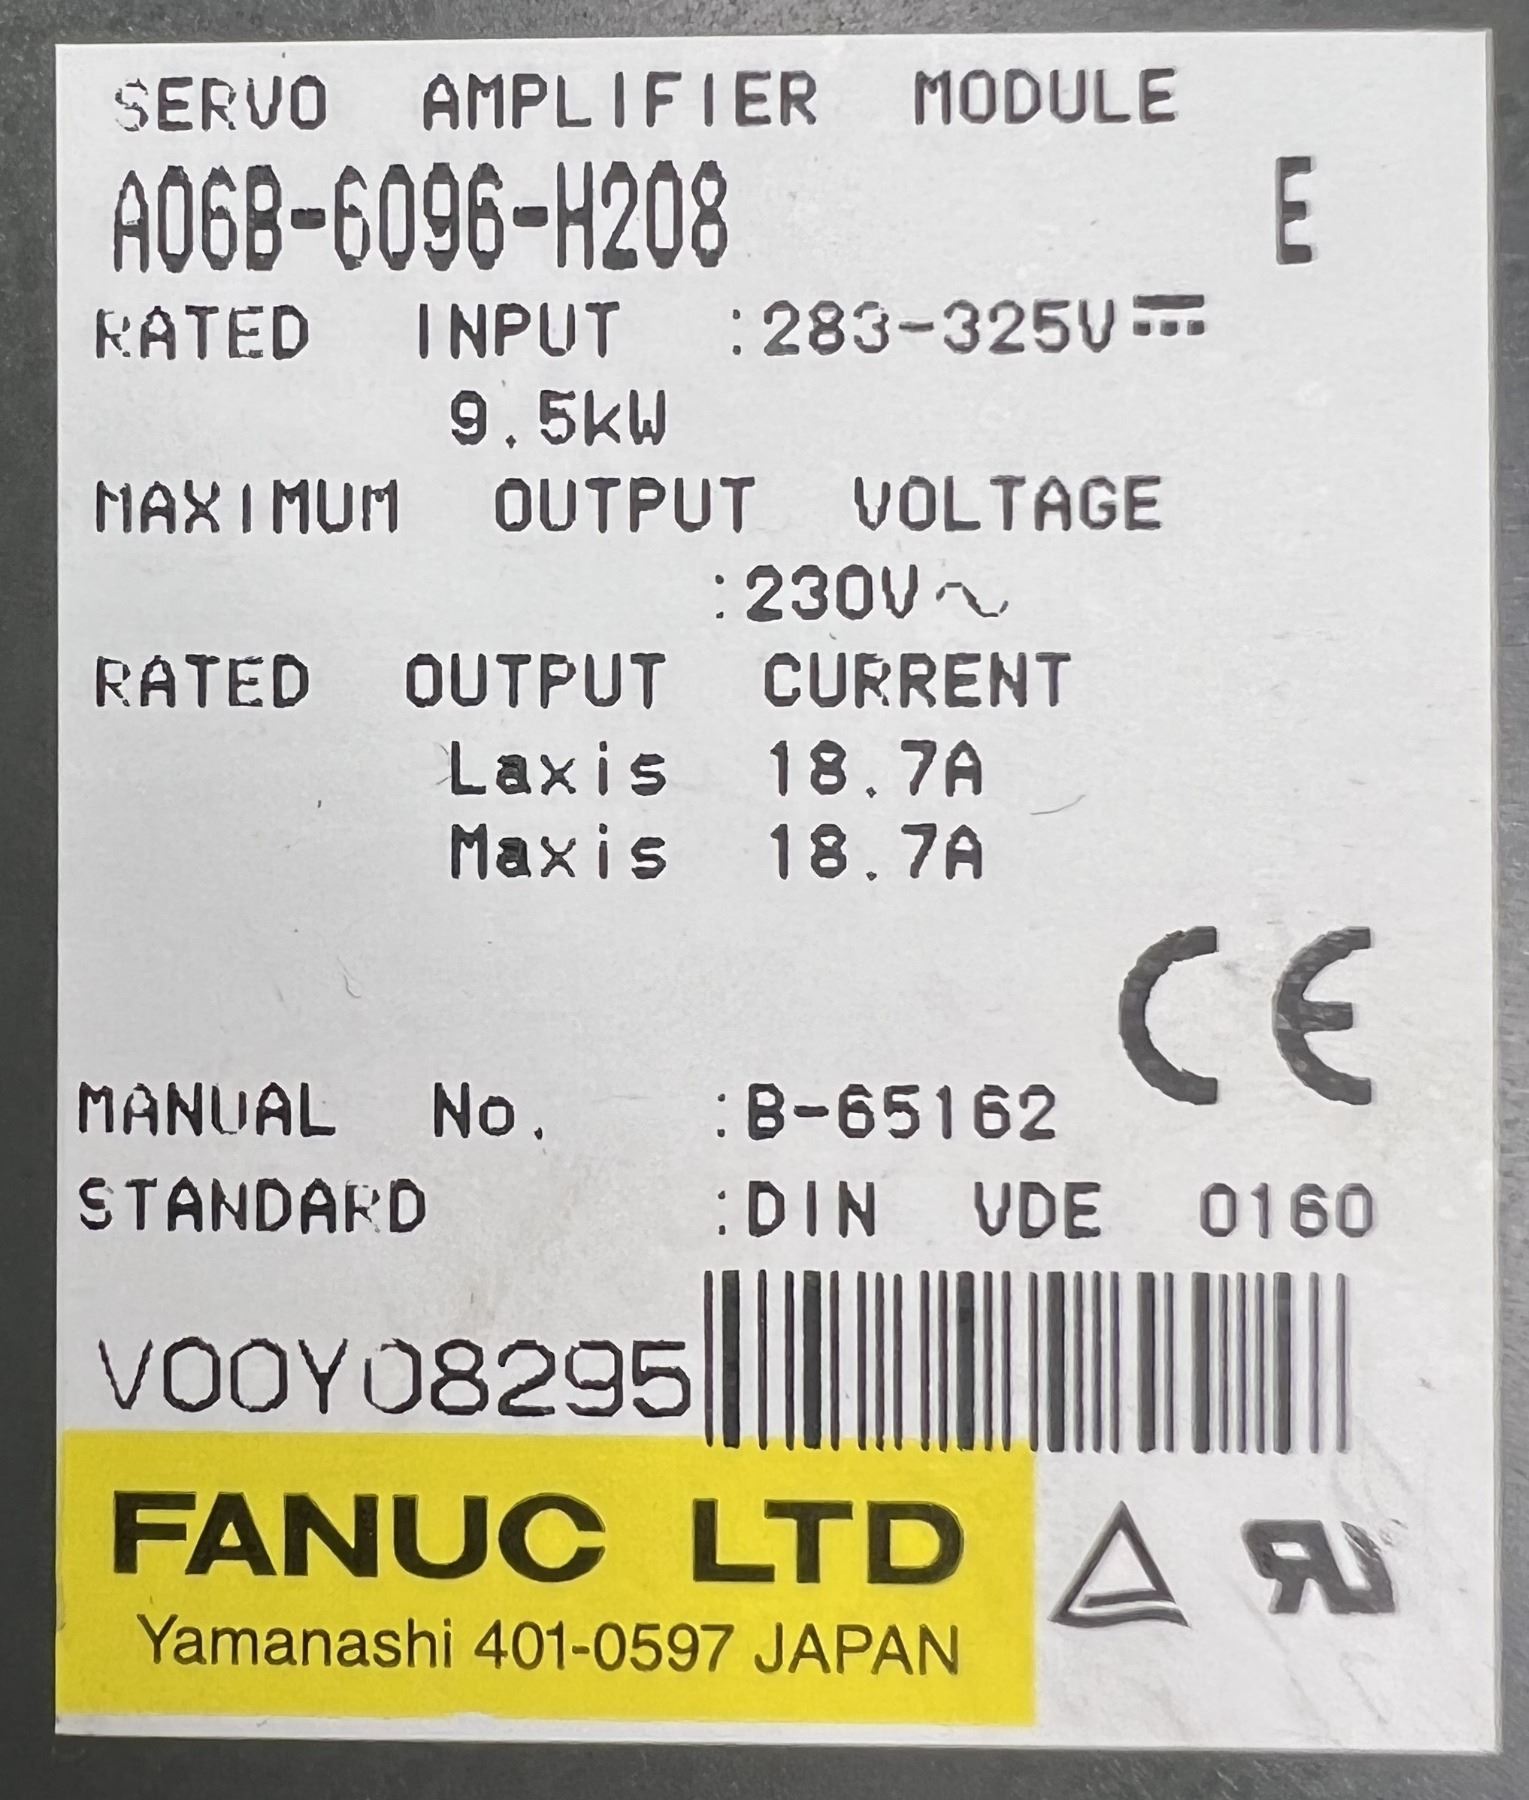 SERVO AMPLIFIER MODULE
A06B-6096-H208 E
RATED INPUT :283-325V⎓
9.5kW
MAXIMUM OUTPUT VOLTAGE
:230V∿
RATED OUTPUT CURRENT
Laxis 18.7A
Maxis 18.7A
CE
MANUAL No. :B-65162
STANDARD :DIN VDE 0160
V00Y08295
FANUC LTD
Yamanashi 401-0597 JAPAN